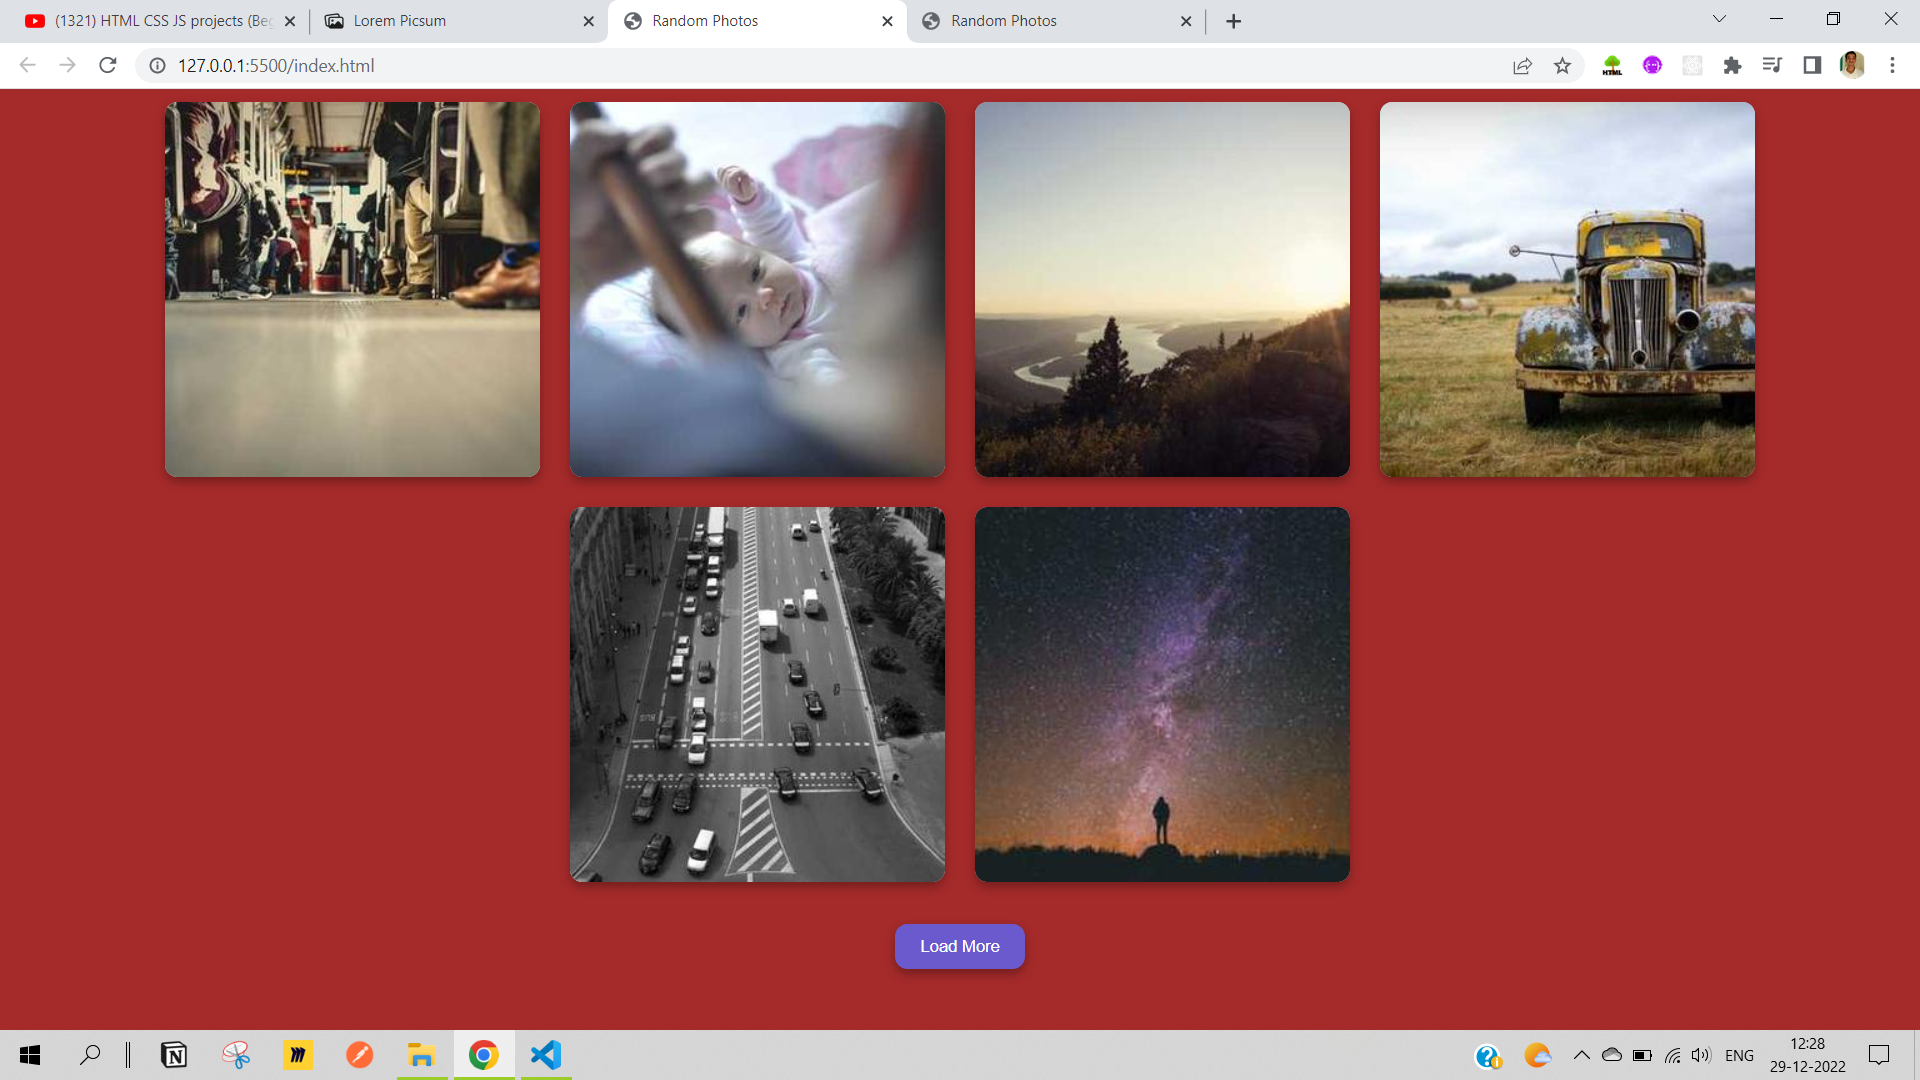 (1321) HTML CSS JS projects (Beg
Lorem Picsum
Random Photos
Random Photos
127.0.0.1:5500/index.html
HTML
Load More
ENG
12:28
29-12-2022